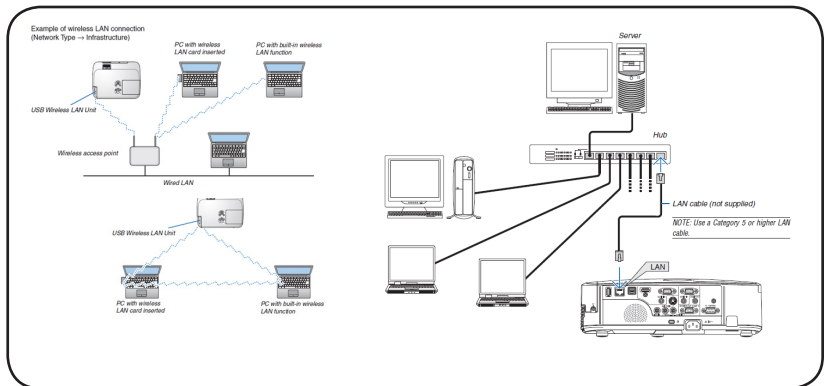 Example of wireless LAN connection
(Network Type → Infrastructure)
PC with wireless
LAN card inserted
PC with built-in wireless
LAN function
USB Wireless LAN Unit
Wireless access point
Wired LAN
USB Wireless LAN Unit
PC with wireless
LAN card inserted
PC with built-in wireless
LAN function
Server
Hub
LAN cable (not supplied)
NOTE: Use a Category 5 or higher LAN
cable.
LAN